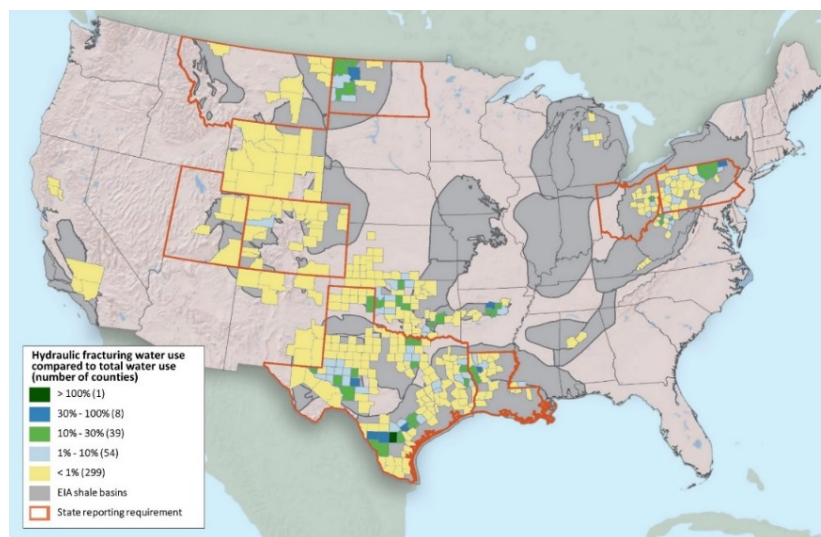 Hydraulic fracturing water use
compared to total water use
(number of counties)
> 100% (1)
30% - 100% (8)
10% - 30% (39)
1% - 10% (54)
< 1% (299)
EIA shale basins
State reporting requirement